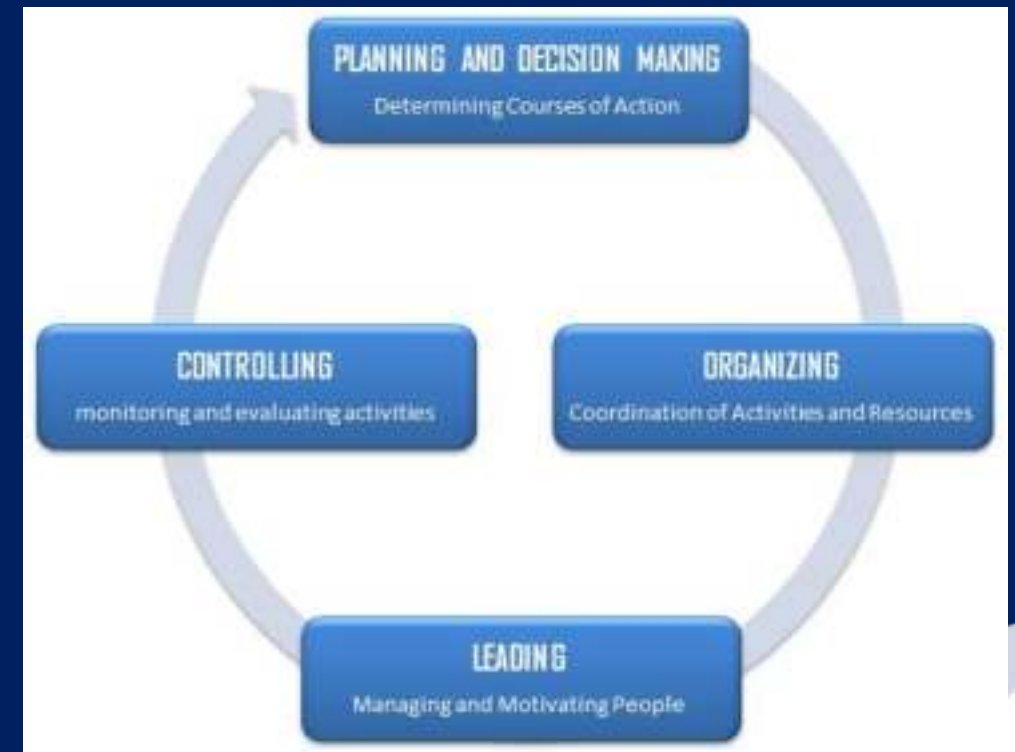 PLANNING AND DECISION MAKING
Determining Courses of Action
CONTROLLING
monitoring and evaluating activities
ORGANIZING
Coordination of Activities and Resources
LEADING
Managing and Motivating People